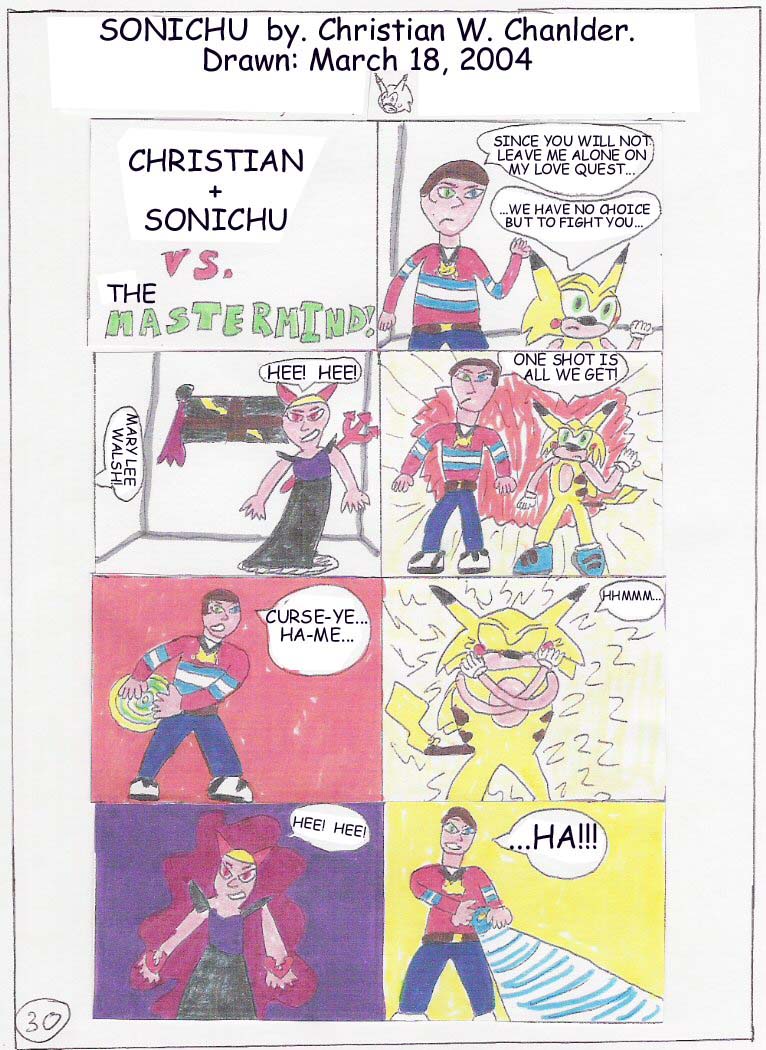 SONICHU by. Christian W. Chanlder.
Drawn: March 18, 2004
CHRISTIAN
+
SONICHU
VS.
THE
MASTERMIND!
SINCE YOU WILL NOT
LEAVE ME ALONE ON
MY LOVE QUEST...
...WE HAVE NO CHOICE
BUT TO FIGHT YOU...
MARY LEE
WALSH!
HEE! HEE!
ONE SHOT IS
ALL WE GET!
CURSE-YE...
HA-ME...
HHMMM...
HEE! HEE!
...HA!!!
30